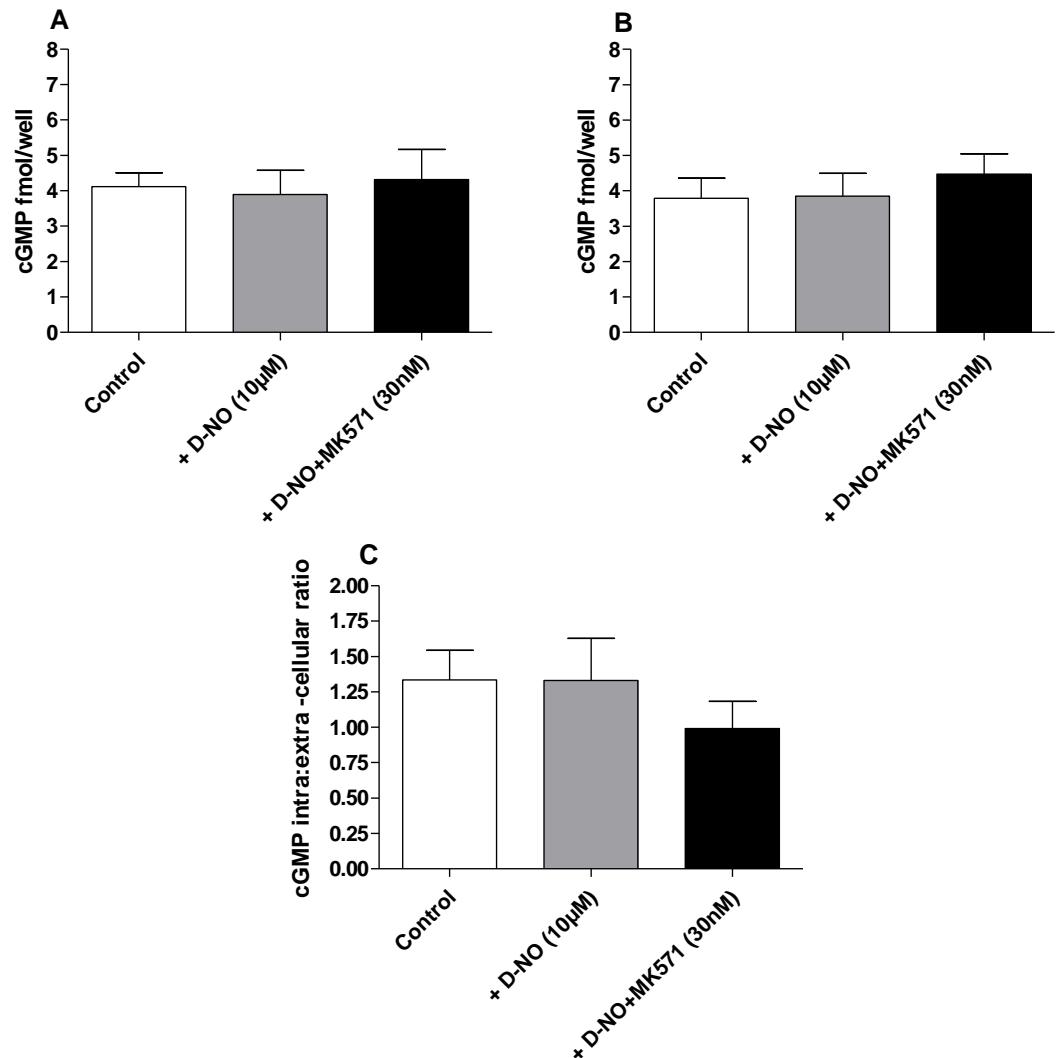 A
cGMP fmol/well
8
7
6
5
4
3
2
1
0
Control
+ D-NO (10µM)
+ D-NO+MK571 (30nM)
B
cGMP fmol/well
8
7
6
5
4
3
2
1
0
Control
+ D-NO (10µM)
+ D-NO+MK571 (30nM)
C
cGMP intra:extra -cellular ratio
2.00
1.75
1.50
1.25
1.00
0.75
0.50
0.25
0.00
Control
+ D-NO (10µM)
+ D-NO+MK571 (30nM)